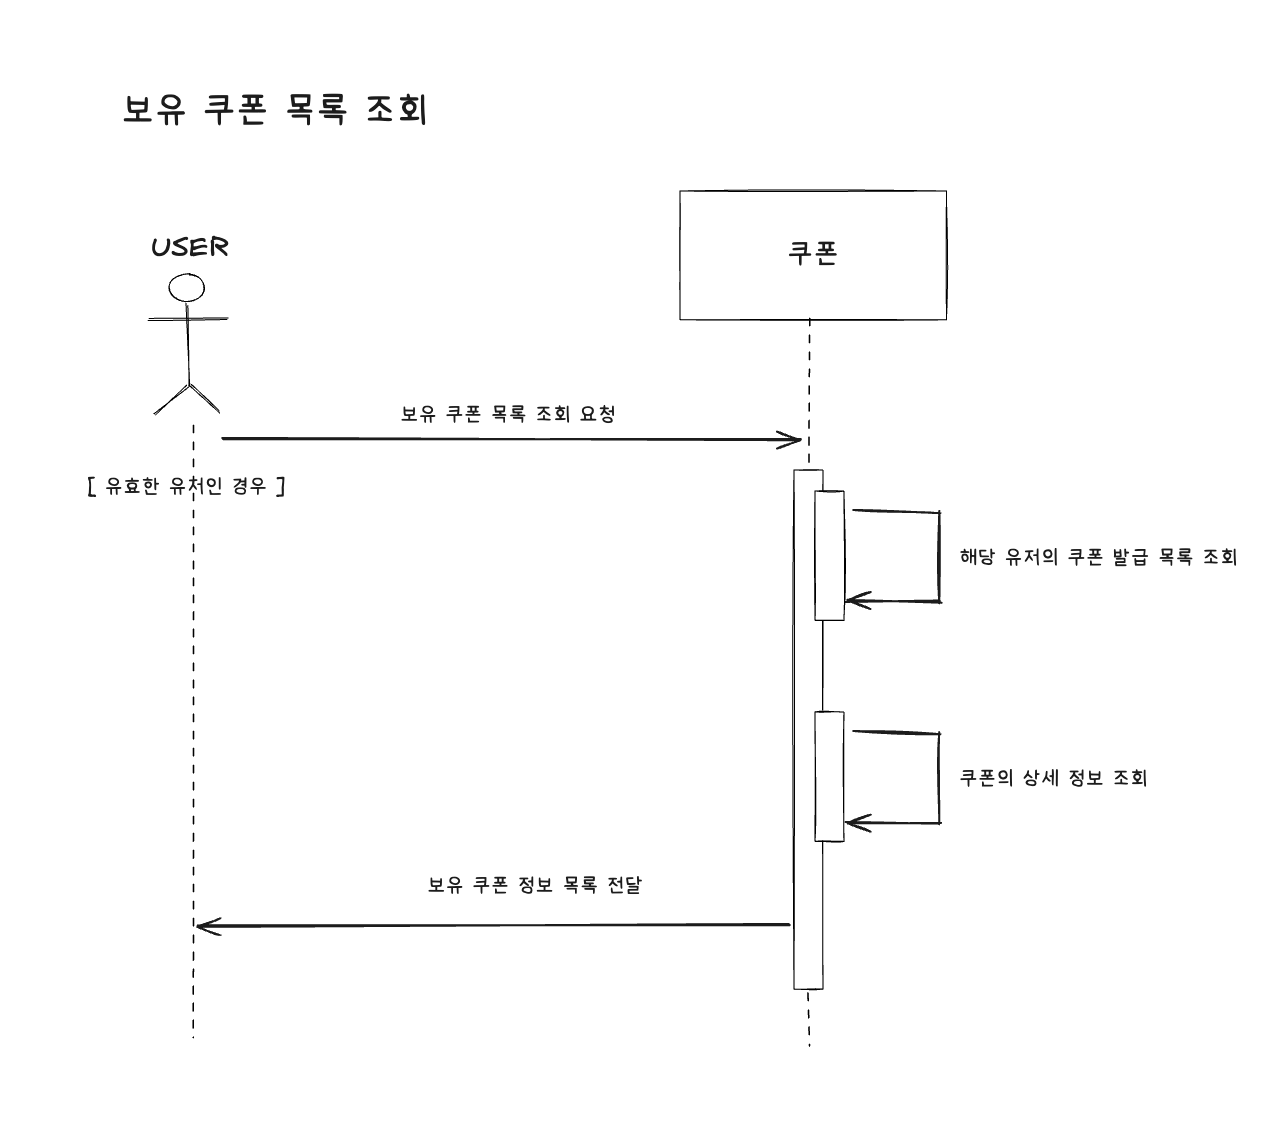 보유 쿠폰 목록 조회
USER
쿠폰
보유 쿠폰 목록 조회 요청
[ 유효한 유저인 경우 ]
해당 유저의 쿠폰 발급 목록 조회
쿠폰의 상세 정보 조회
보유 쿠폰 정보 목록 전달